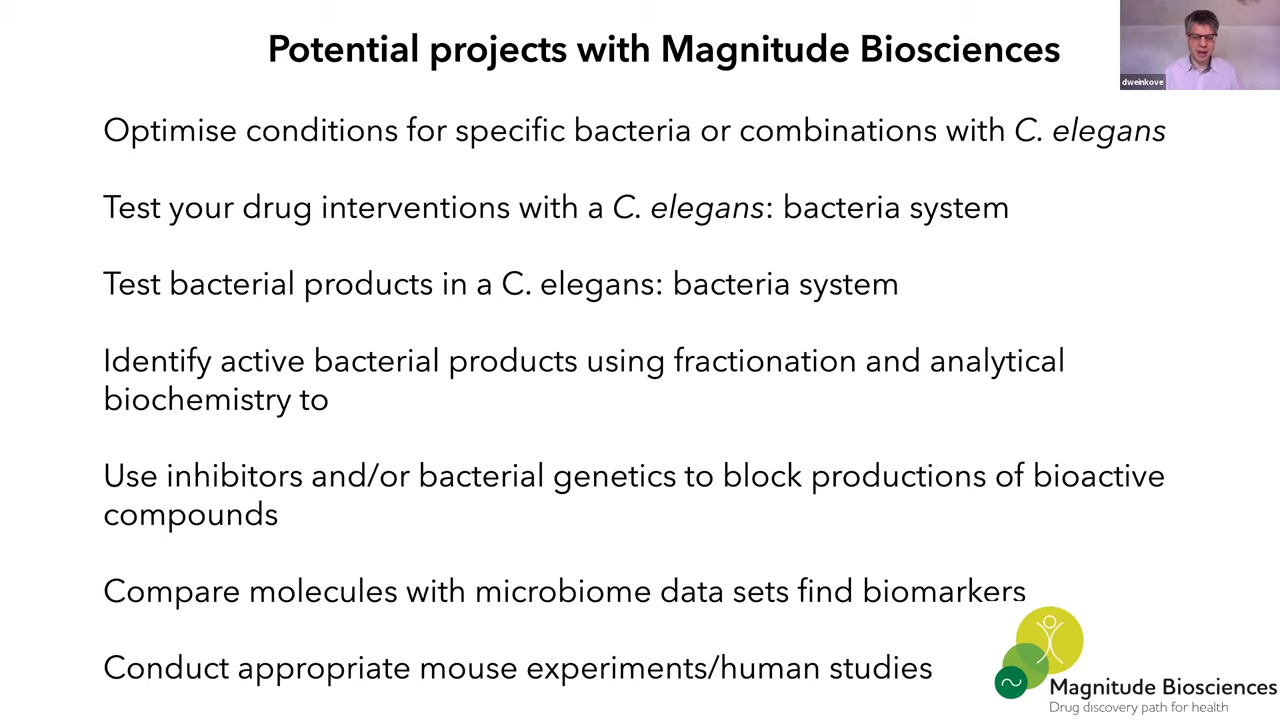 Potential projects with Magnitude Biosciences
dweinkove
Optimise conditions for specific bacteria or combinations with C. elegans
Test your drug interventions with a C. elegans: bacteria system
Test bacterial products in a C. elegans: bacteria system
Identify active bacterial products using fractionation and analytical
biochemistry to
Use inhibitors and/or bacterial genetics to block productions of bioactive
compounds
Compare molecules with microbiome data sets find biomarkers
Conduct appropriate mouse experiments/human studies
Magnitude Biosciences
Drug discovery path for health